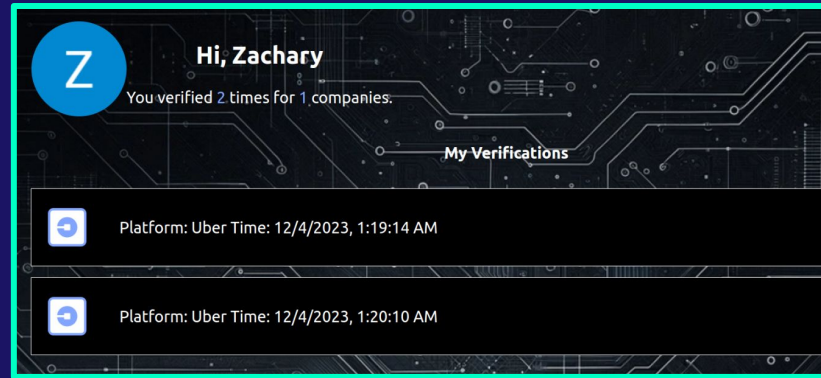 Z
Hi, Zachary
You verified 2 times for 1 companies.
My Verifications
Platform: Uber Time: 12/4/2023, 1:19:14 AM
Platform: Uber Time: 12/4/2023, 1:20:10 AM